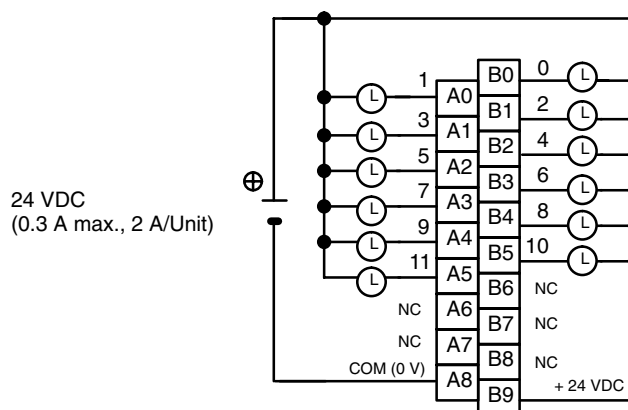 B0 0 L
L 1 A0
B1 2 L
L 3 A1
B2 4 L
L 5 A2
B3 6 L
24 VDC
(0.3 A max., 2 A/Unit)
L 7 A3
B4 8 L
L 9 A4
B5 10 L
L 11 A5
B6 NC
NC A6
B7 NC
NC A7
B8 NC
COM (0 V) A8
B9 + 24 VDC